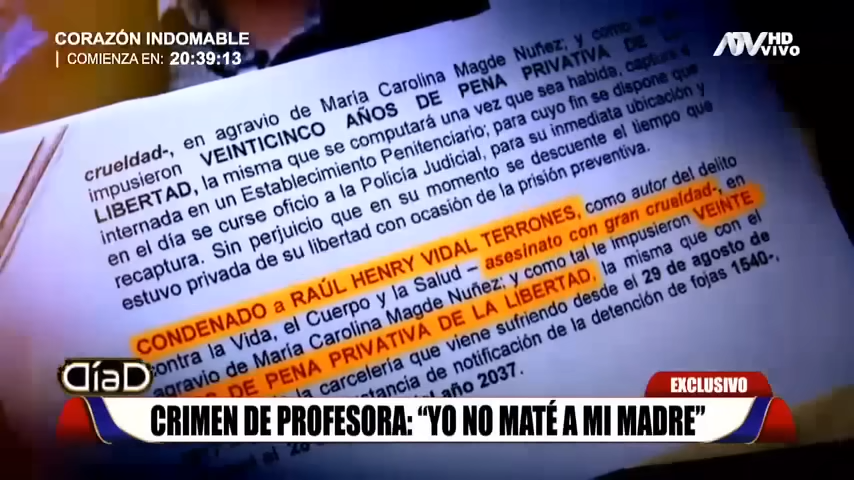 CORAZÓN INDOMABLE
| COMIENZA EN: 20:39:13
ATV HD
VIVO
crueldad-, en agravio de María Carolina Magde Nuñez; y como
impusieron VEINTICINCO AÑOS DE PENA PRIVATIVA DE
LIBERTAD, la misma que se computará una vez que sea habida, captura
internada en un Establecimiento Penitenciario; para cuyo fin se dispone que
en el día se curse oficio a la Policía Judicial, para su inmediata ubicación y
recaptura. Sin perjuicio que en su momento se descuente el tiempo que
estuvo privada de su libertad con ocasión de la prisión preventiva.
CONDENADO a RAÚL HENRY VIDAL TERRONES, como autor del delito
contra la Vida, el Cuerpo y la Salud – asesinato con gran crueldad-, en
agravio de María Carolina Magde Nuñez; y como tal le impusieron VEINTE
DE PENA PRIVATIVA DE LA LIBERTAD, la misma que con el
la carcelería que viene sufriendo desde el 29 de agosto de
de notificación de la detención de fojas 1540-,
año 2037.
DíaD
EXCLUSIVO
CRIMEN DE PROFESORA: “YO NO MATÉ A MI MADRE”